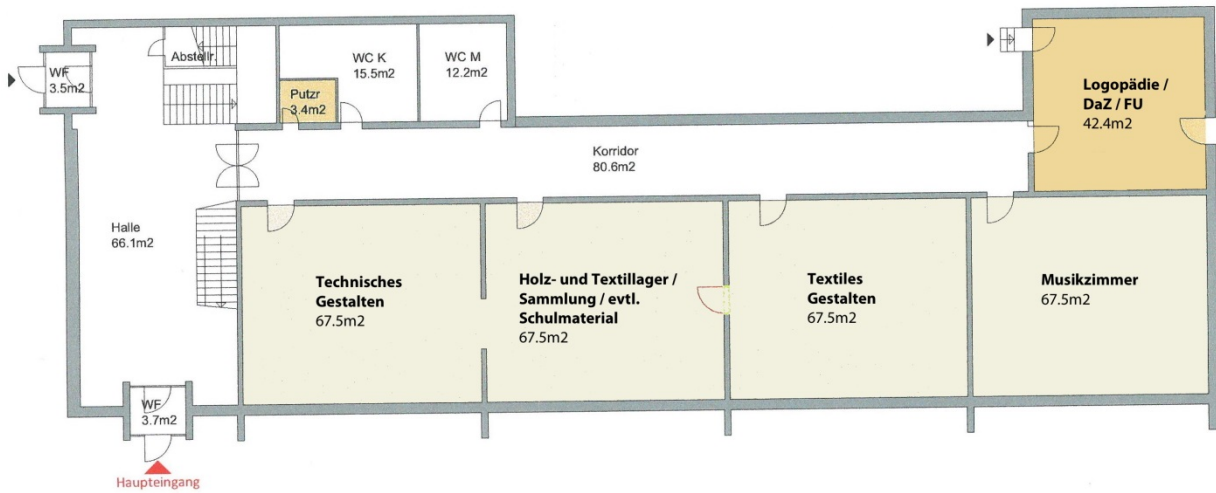 Abstellr.
WC K
15.5m2
WC M
12.2m2
WF
3.5m2
Putzr
3.4m2
Logopädie /
DaZ / FU
42.4m2
Korridor
80.6m2
Halle
66.1m2
Technisches
Gestalten
67.5m2
Holz- und Textillager /
Sammlung / evtl.
Schulmaterial
67.5m2
Textiles
Gestalten
67.5m2
Musikzimmer
67.5m2
WF
3.7m2
Haupteingang